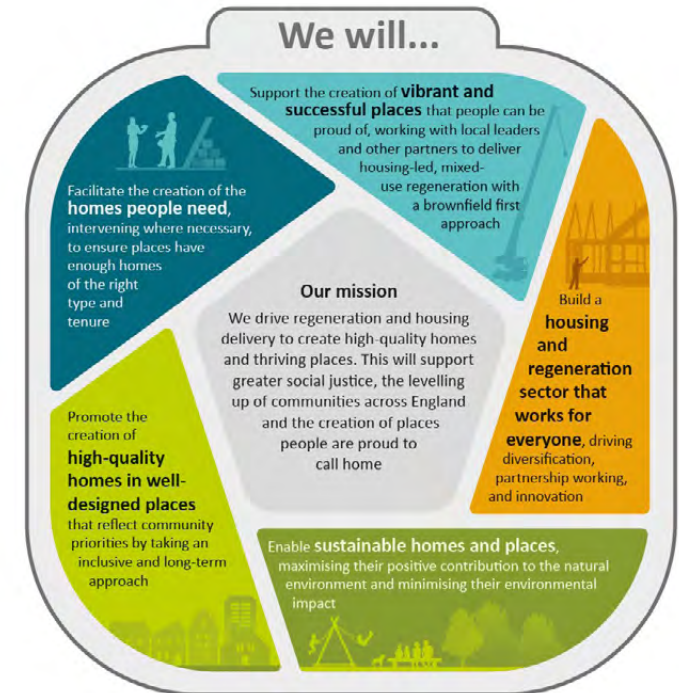 We will...
Support the creation of vibrant and
successful places that people can be
proud of, working with local leaders
and other partners to deliver
housing-led, mixed-
use regeneration with
a brownfield first
approach
Build a
housing
and
regeneration
sector that
works for
everyone, driving
diversification,
partnership working,
and innovation
Enable sustainable homes and places,
maximising their positive contribution to the natural
environment and minimising their environmental
impact
Promote the
creation of
high-quality
homes in well-
designed places
that reflect community
priorities by taking an
inclusive and long-term
approach
Facilitate the creation of the
homes people need,
intervening where necessary,
to ensure places have
enough homes
of the right
type and
tenure
Our mission
We drive regeneration and housing
delivery to create high-quality homes
and thriving places. This will support
greater social justice, the levelling
up of communities across England
and the creation of places
people are proud to
call home